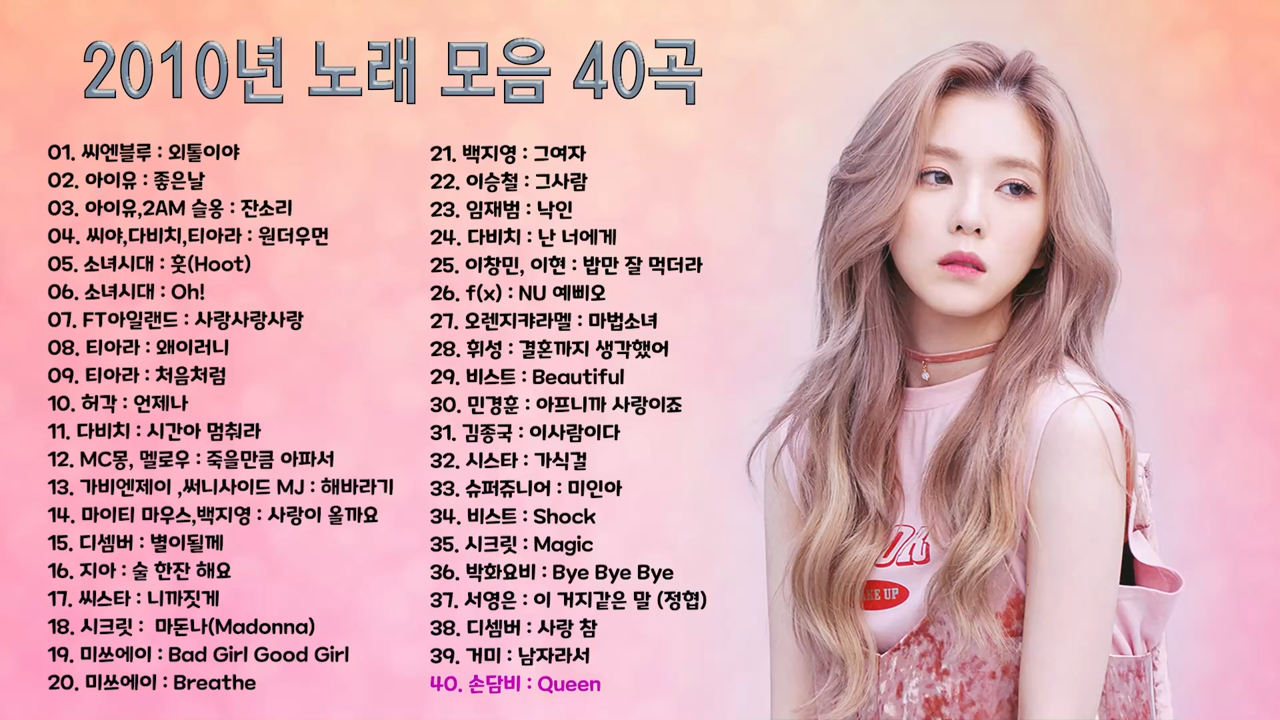 2010년 노래 모음 40곡
01. 씨엔블루 : 외톨이야
02. 아이유 : 좋은날
03. 아이유,2AM 슬옹 : 잔소리
04. 씨야,다비치,티아라 : 원더우먼
05. 소녀시대 : 훗(Hoot)
06. 소녀시대 : Oh!
07. FT아일랜드 : 사랑사랑사랑
08. 티아라 : 왜이러니
09. 티아라 : 처음처럼
10. 허각 : 언제나
11. 다비치 : 시간아 멈춰라
12. MC몽, 멜로우 : 죽을만큼 아파서
13. 가비엔제이 ,써니사이드 MJ : 해바라기
14. 마이티 마우스,백지영 : 사랑이 올까요
15. 디셈버 : 별이될께
16. 지아 : 술 한잔 해요
17. 씨스타 : 니까짓게
18. 시크릿 : 마돈나(Madonna)
19. 미쓰에이 : Bad Girl Good Girl
20. 미쓰에이 : Breathe
21. 백지영 : 그여자
22. 이승철 : 그사람
23. 임재범 : 낙인
24. 다비치 : 난 너에게
25. 이창민, 이현 : 밥만 잘 먹더라
26. f(x) : NU 예삐오
27. 오렌지캬라멜 : 마법소녀
28. 휘성 : 결혼까지 생각했어
29. 비스트 : Beautiful
30. 민경훈 : 아프니까 사랑이죠
31. 김종국 : 이사람이다
32. 시스타 : 가식걸
33. 슈퍼쥬니어 : 미인아
34. 비스트 : Shock
35. 시크릿 : Magic
36. 박화요비 : Bye Bye Bye
37. 서영은 : 이 거지같은 말 (정협)
38. 디셈버 : 사랑 참
39. 거미 : 남자라서
40. 손담비 : Queen
UP